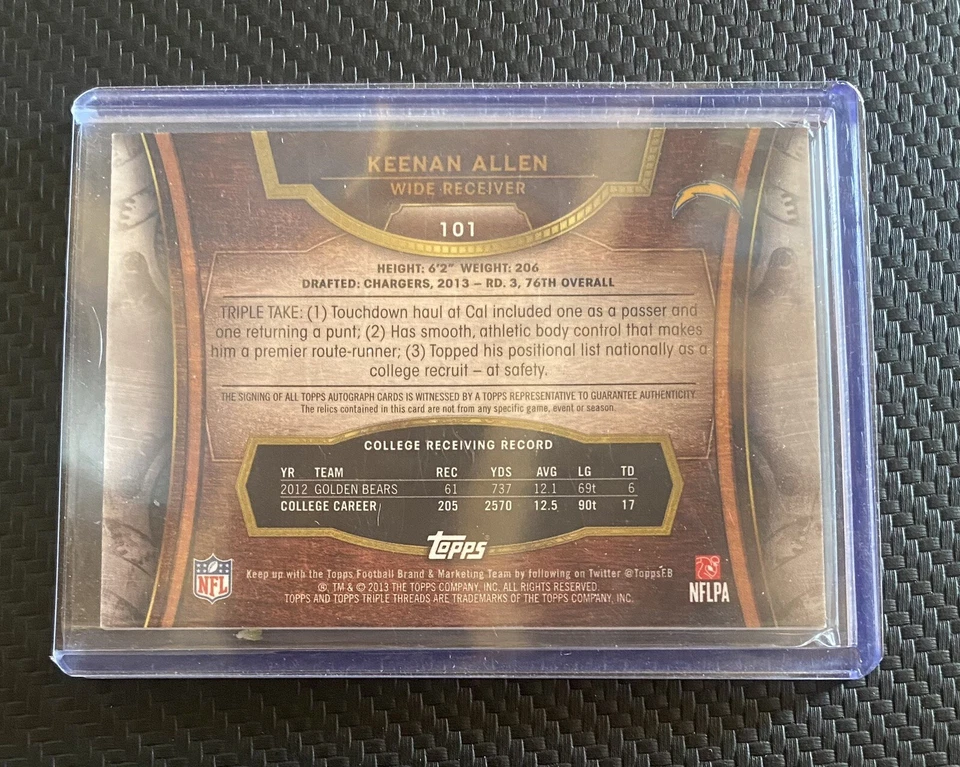 KEENAN ALLEN
WIDE RECEIVER
101
HEIGHT: 6'2" WEIGHT: 206
DRAFTED: CHARGERS, 2013 – RD. 3, 76TH OVERALL
TRIPLE TAKE: (1) Touchdown haul at Cal included one as a passer and
one returning a punt; (2) Has smooth, athletic body control that makes
him a premier route-runner; (3) Topped his positional list nationally as a
college recruit – at safety.
THE SIGNING OF ALL TOPPS AUTOGRAPH CARDS IS WITNESSED BY A TOPPS REPRESENTATIVE TO GUARANTEE AUTHENTICITY.
The relics contained in this card are not from any specific game, event or season.
COLLEGE RECEIVING RECORD
YR TEAM REC YDS AVG LG TD
2012 GOLDEN BEARS 61 737 12.1 69t 6
COLLEGE CAREER 205 2570 12.5 90t 17
TOPPS
NFL
Keep up with the Topps Football Brand & Marketing Team by following on Twitter @ToppsFB
®, TM & © 2013 THE TOPPS COMPANY, INC. ALL RIGHTS RESERVED.
TOPPS AND TOPPS TRIPLE THREADS ARE TRADEMARKS OF THE TOPPS COMPANY, INC.
NFLPA